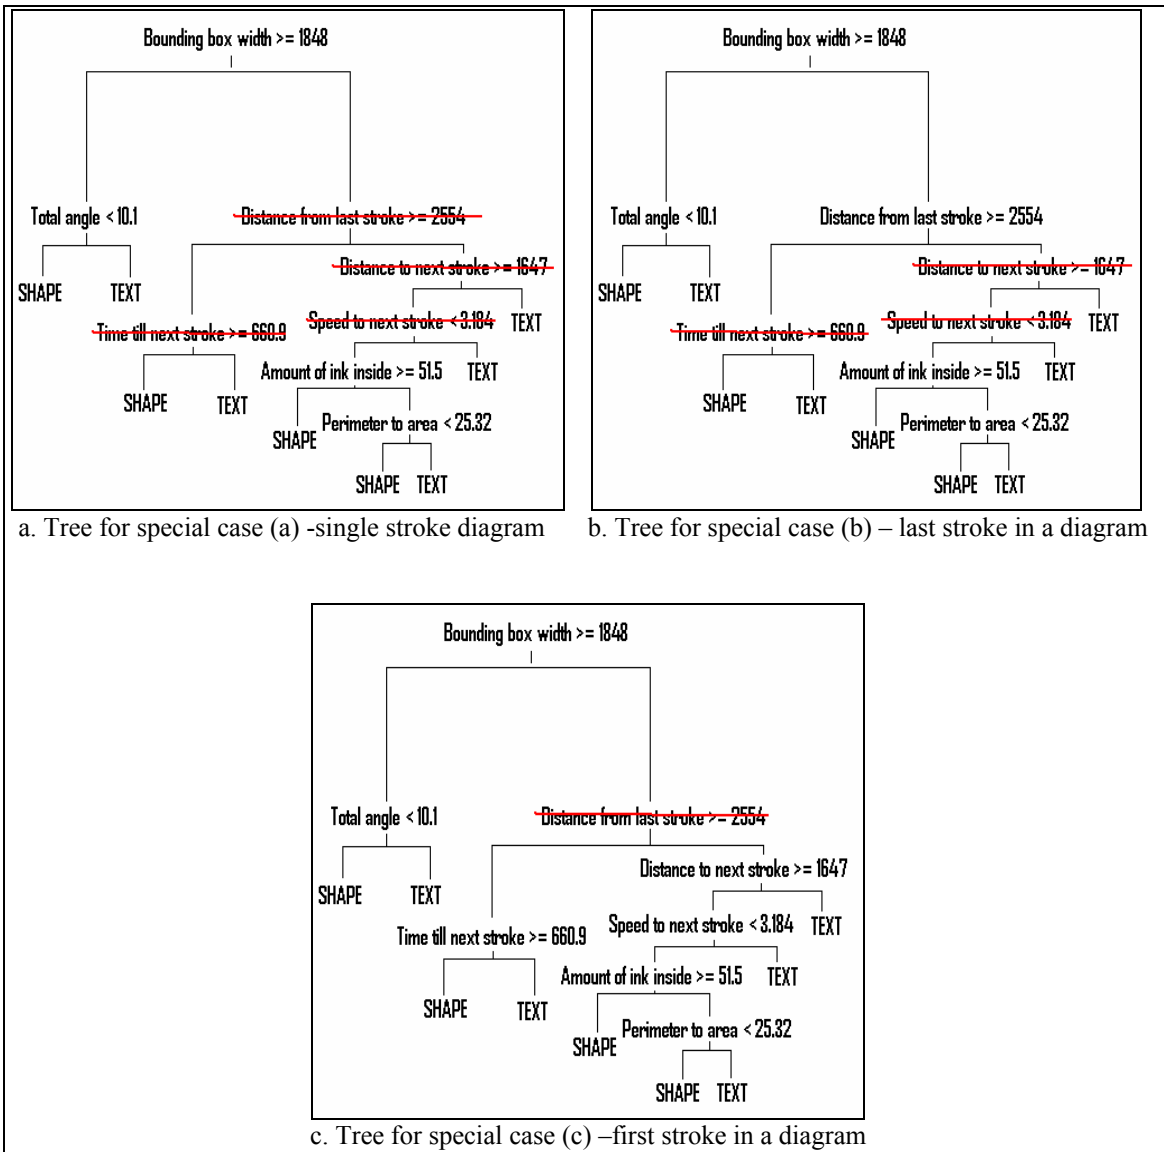 Bounding box width >= 1848
Total angle < 10.1
Distance from last stroke >= 2554
Distance to next stroke >= 1647
SHAPE
TEXT
Time till next stroke >= 660.9
Speed to next stroke < 3.184
TEXT
Amount of ink inside >= 51.5
TEXT
SHAPE
TEXT
SHAPE
Perimeter to area < 25.32
SHAPE
TEXT
a. Tree for special case (a) -single stroke diagram
Bounding box width >= 1848
Total angle < 10.1
Distance from last stroke >= 2554
Distance to next stroke >= 1647
SHAPE
TEXT
Time till next stroke >= 660.9
Speed to next stroke < 3.184
TEXT
Amount of ink inside >= 51.5
TEXT
SHAPE
TEXT
SHAPE
Perimeter to area < 25.32
SHAPE
TEXT
b. Tree for special case (b) – last stroke in a diagram
Bounding box width >= 1848
Total angle < 10.1
Distance from last stroke >= 2554
Distance to next stroke >= 1647
SHAPE
TEXT
Time till next stroke >= 660.9
Speed to next stroke < 3.184
TEXT
Amount of ink inside >= 51.5
TEXT
SHAPE
TEXT
SHAPE
Perimeter to area < 25.32
SHAPE
TEXT
c. Tree for special case (c) –first stroke in a diagram